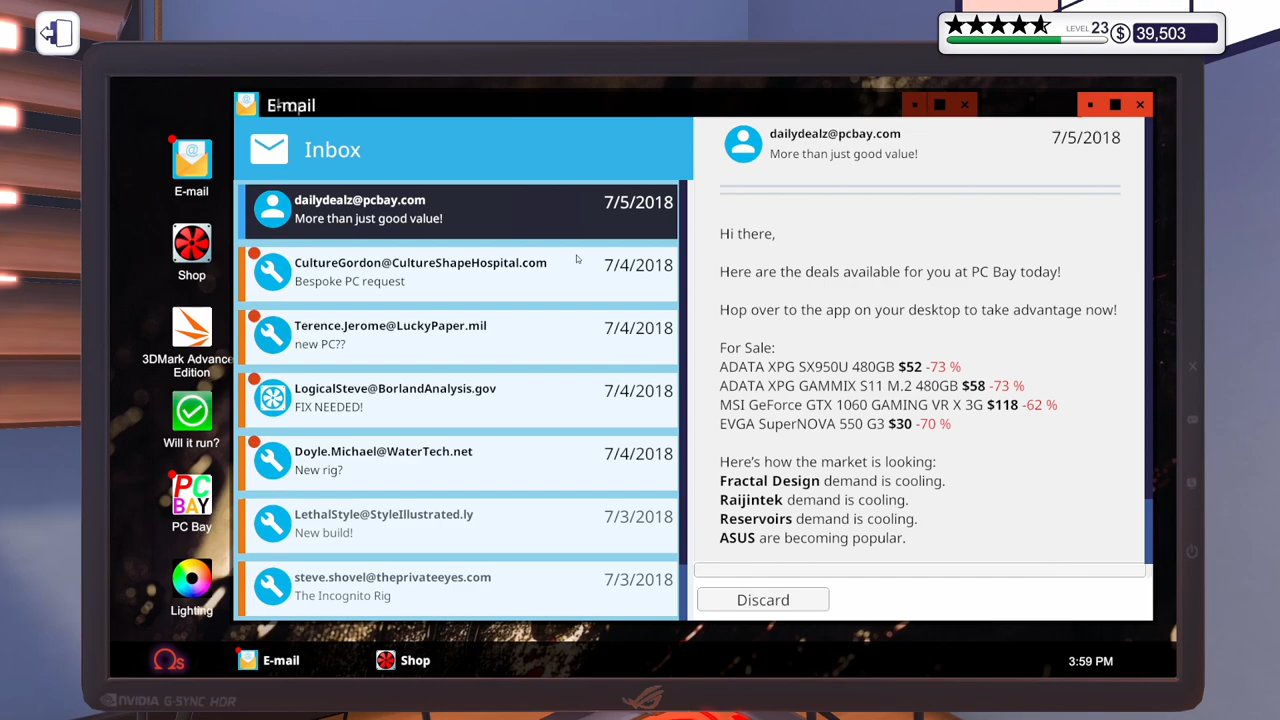 LEVEL 23 $ 39,503
E-mail
Inbox
dailydealz@pcbay.com
More than just good value!
7/5/2018
CultureGordon@CultureShapeHospital.com
Bespoke PC request
7/4/2018
Terence.Jerome@LuckyPaper.mil
new PC??
7/4/2018
LogicalSteve@BorlandAnalysis.gov
FIX NEEDED!
7/4/2018
Doyle.Michael@WaterTech.net
New rig?
7/4/2018
LethalStyle@StyleIllustrated.ly
New build!
7/3/2018
steve.shovel@theprivateeyes.com
The Incognito Rig
7/3/2018
dailydealz@pcbay.com
More than just good value!
7/5/2018
Hi there,
Here are the deals available for you at PC Bay today!
Hop over to the app on your desktop to take advantage now!
For Sale:
ADATA XPG SX950U 480GB $52 -73 %
ADATA XPG GAMMIX S11 M.2 480GB $58 -73 %
MSI GeForce GTX 1060 GAMING VR X 3G $118 -62 %
EVGA SuperNOVA 550 G3 $30 -70 %
Here's how the market is looking:
Fractal Design demand is cooling.
Raijintek demand is cooling.
Reservoirs demand is cooling.
ASUS are becoming popular.
Discard
E-mail
Shop
3DMark Advance
Edition
Will it run?
PC
BAY
PC Bay
Lighting
Ωs
E-mail
Shop
3:59 PM
NVIDIA G-SYNC HDR